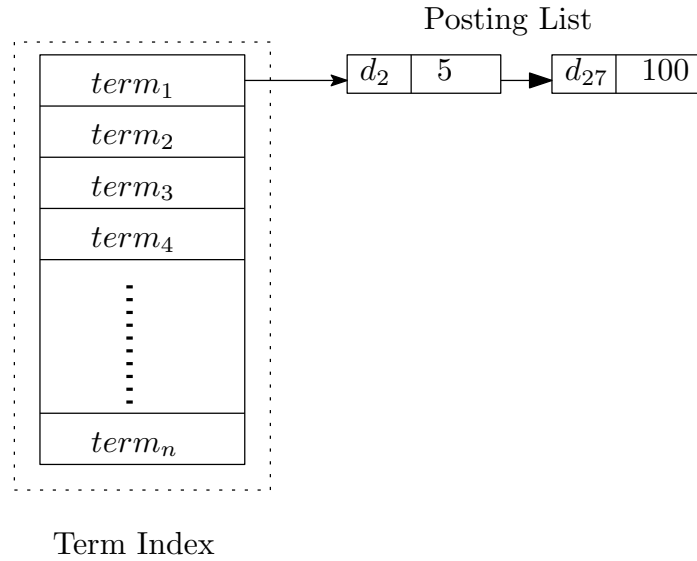 Posting List
term₁ d₂ 5 d₂₇ 100
term₂
term₃
term₄
termₙ
Term Index